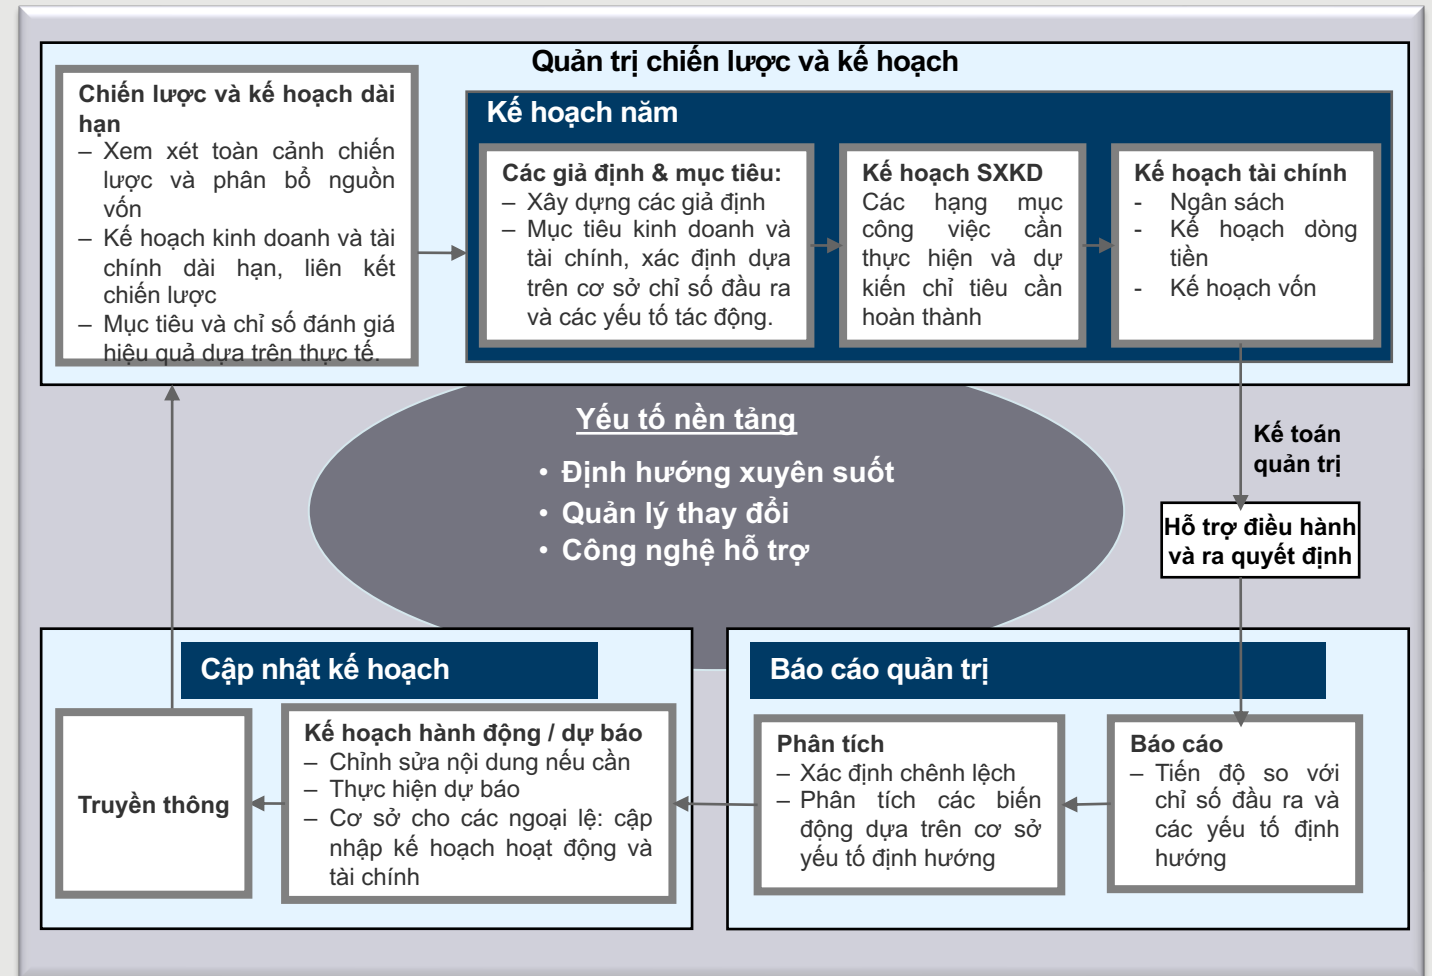 Quản trị chiến lược và kế hoạch
Chiến lược và kế hoạch dài
hạn
– Xem xét toàn cảnh chiến
lược và phân bổ nguồn
vốn
– Kế hoạch kinh doanh và tài
chính dài hạn, liên kết
chiến lược
– Mục tiêu và chỉ số đánh giá
hiệu quả dựa trên thực tế.
Kế hoạch năm
Các giả định & mục tiêu:
– Xây dựng các giả định
– Mục tiêu kinh doanh và
tài chính, xác định dựa
trên cơ sở chỉ số đầu ra
và các yếu tố tác động.
Kế hoạch SXKD
Các hạng mục
công việc cần
thực hiện và dự
kiến chỉ tiêu cần
hoàn thành
Kế hoạch tài chính
- Ngân sách
- Kế hoạch dòng
tiền
- Kế hoạch vốn
Yếu tố nền tảng
• Định hướng xuyên suốt
• Quản lý thay đổi
• Công nghệ hỗ trợ
Kế toán
quản trị
Hỗ trợ điều hành
và ra quyết định
Cập nhật kế hoạch
Truyền thông
Kế hoạch hành động / dự báo
– Chỉnh sửa nội dung nếu cần
– Thực hiện dự báo
– Cơ sở cho các ngoại lệ: cập
nhập kế hoạch hoạt động và
tài chính
Báo cáo quản trị
Phân tích
– Xác định chênh lệch
– Phân tích các biến
động dựa trên cơ sở
yếu tố định hướng
Báo cáo
– Tiến độ so với
chỉ số đầu ra và
các yếu tố định
hướng